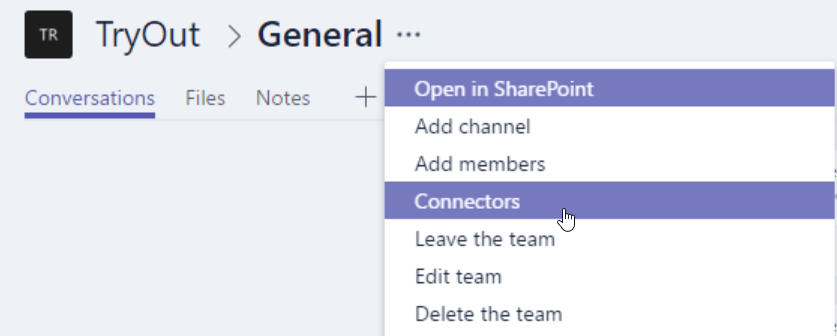 TR TryOut > General ...
Conversations Files Notes +
Open in SharePoint
Add channel
Add members
Connectors
Leave the team
Edit team
Delete the team